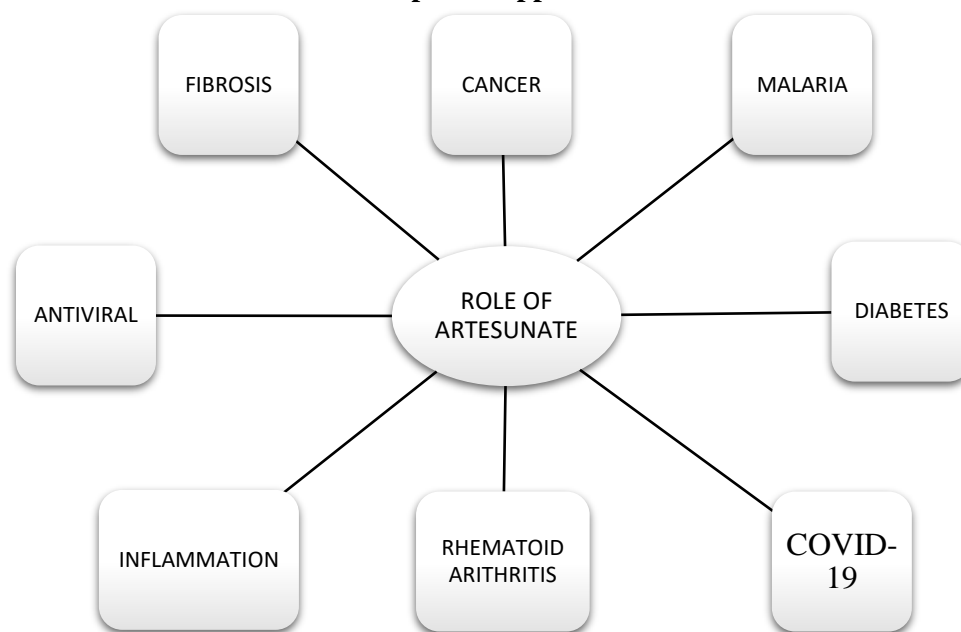 FIBROSIS
CANCER
MALARIA
ANTIVIRAL
ROLE OF
ARTESUNATE
DIABETES
INFLAMMATION
RHEMATOID
ARITHRITIS
COVID-
19